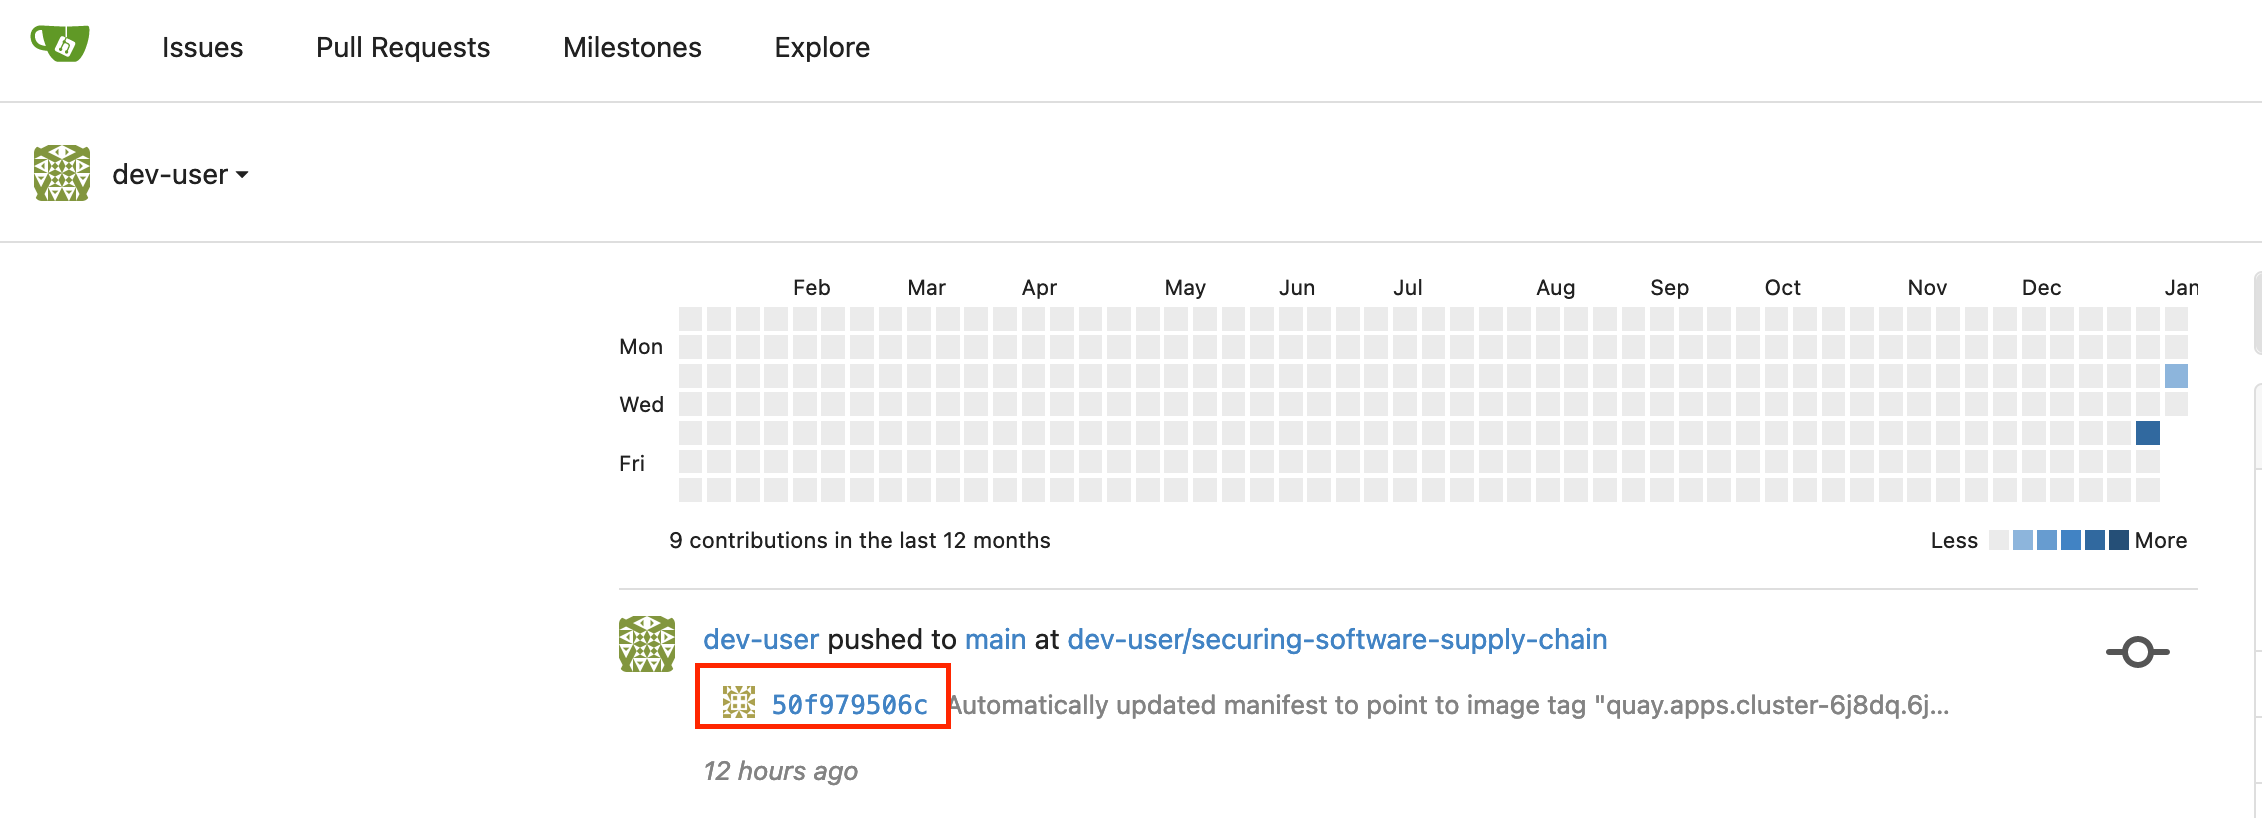 Issues Pull Requests Milestones Explore
dev-user
Feb Mar Apr May Jun Jul Aug Sep Oct Nov Dec Jan
Mon
Wed
Fri
9 contributions in the last 12 months
Less More
dev-user pushed to main at dev-user/securing-software-supply-chain
50f979506c Automatically updated manifest to point to image tag "quay.apps.cluster-6j8dq.6j...
12 hours ago